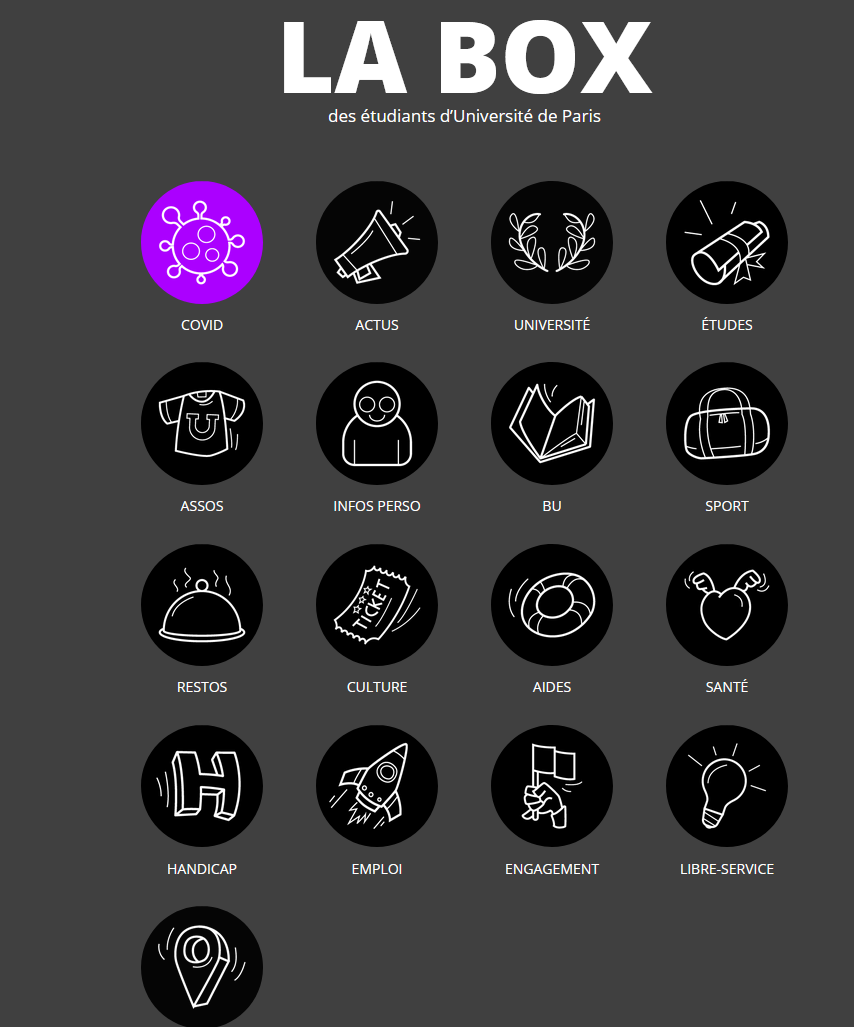 LA BOX
des étudiants d’Université de Paris
COVID
ACTUS
UNIVERSITÉ
ÉTUDES
U
ASSOS
INFOS PERSO
BU
SPORT
RESTOS
TICKET
CULTURE
AIDES
SANTÉ
H
HANDICAP
EMPLOI
ENGAGEMENT
LIBRE-SERVICE